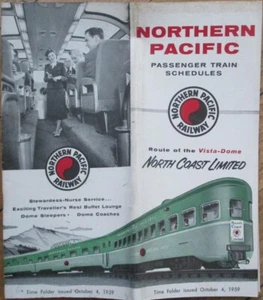 NORTHERN
PACIFIC
PASSENGER TRAIN
SCHEDULES
NORTHERN PACIFIC
RAILWAY
Route of the Vista-Dome
NORTH COAST LIMITED
Time Folder Issued October 4, 1959
NORTHERN PACIFIC
RAILWAY
Stewardess-Nurse Service...
Exciting Traveller's Rest Buffet Lounge
Dome Sleepers • Dome Coaches
Time Folder Issued October 4, 1959